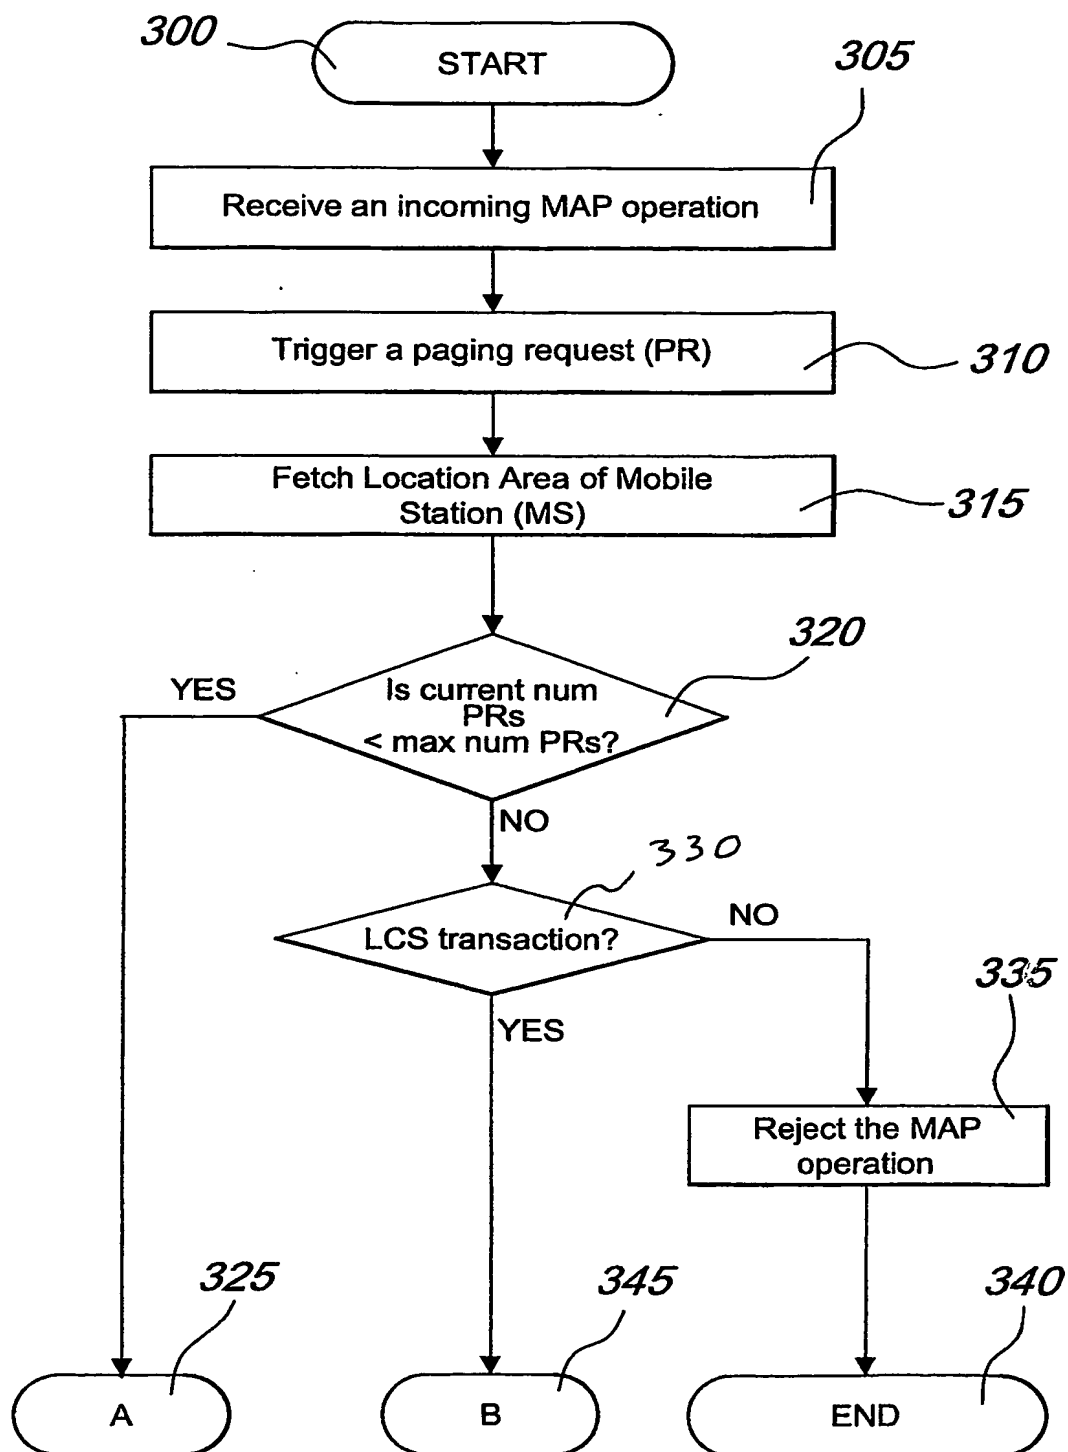 300
START
305
Receive an incoming MAP operation
Trigger a paging request (PR)
310
Fetch Location Area of Mobile
Station (MS)
315
320
YES
Is current num
PRs
< max num PRs?
NO
330
LCS transaction?
NO
335
YES
Reject the MAP
operation
325
345
340
A
B
END